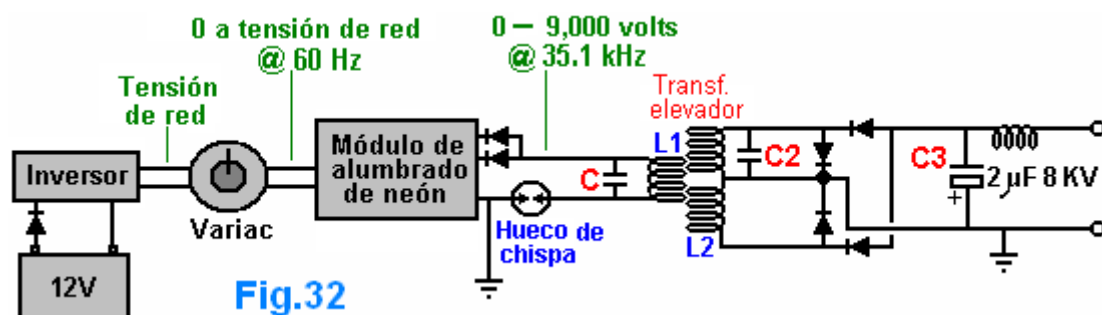 0 a tensión de red
@ 60 Hz
0 – 9,000 volts
@ 35.1 kHz
Tensión
de red
Transf.
elevador
Inversor
Variac
Módulo de
alumbrado
de neón
C
L1
L2
C2
C3
2 µF 8 KV
+
Hueco de
chispa
12V
Fig.32